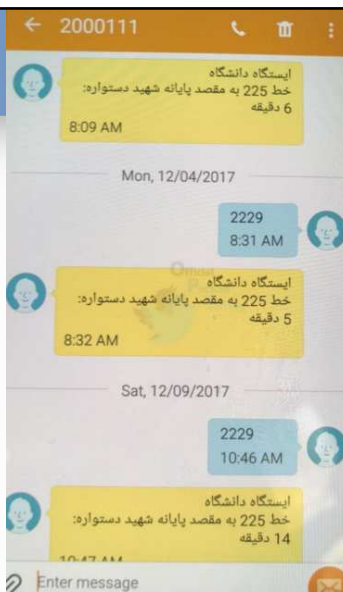 2000111
ایستگاه دانشگاه
خط 225 به مقصد پایانه شهید دستواره:
6 دقیقه
8:09 AM
Mon, 12/04/2017
2229
8:31 AM
ایستگاه دانشگاه
خط 225 به مقصد پایانه شهید دستواره:
5 دقیقه
8:32 AM
Sat, 12/09/2017
2229
10:46 AM
ایستگاه دانشگاه
خط 225 به مقصد پایانه شهید دستواره:
14 دقیقه
10:47 AM
Enter message